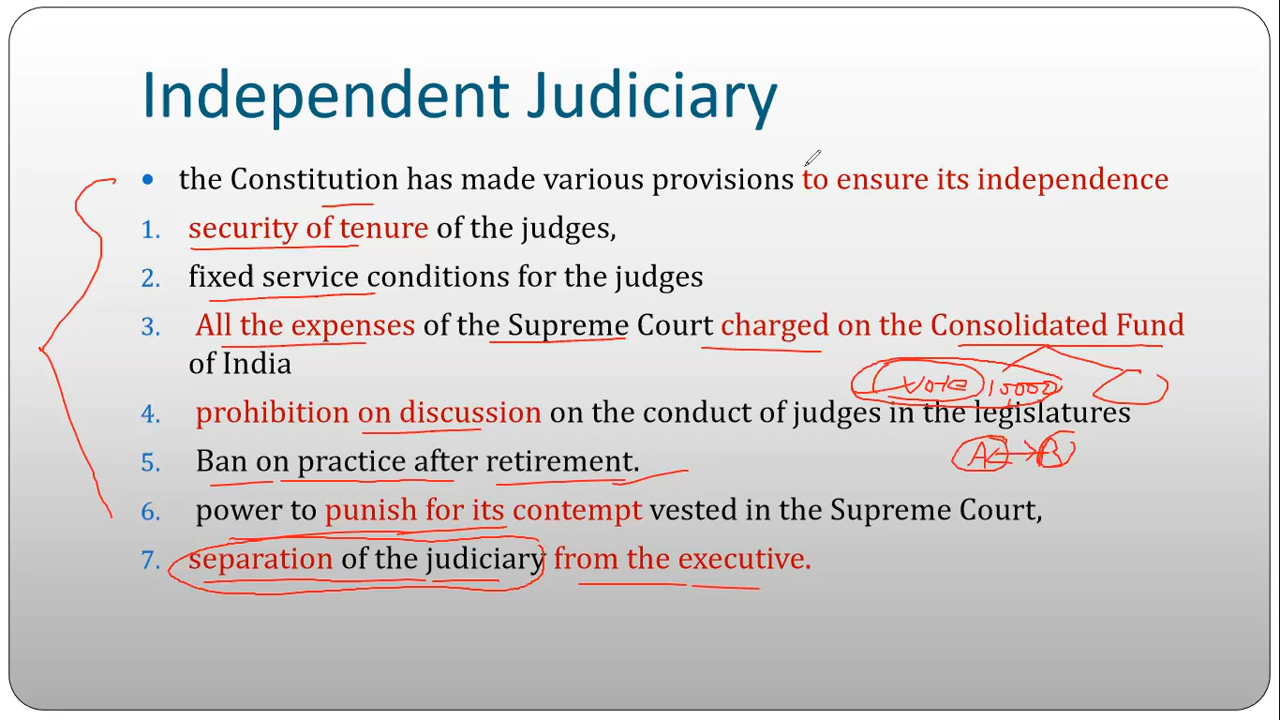 Independent Judiciary
• the Constitution has made various provisions to ensure its independence
1. security of tenure of the judges,
2. fixed service conditions for the judges
3. All the expenses of the Supreme Court charged on the Consolidated Fund
of India
vote 10,000
4. prohibition on discussion on the conduct of judges in the legislatures
5. Ban on practice after retirement.
A B
6. power to punish for its contempt vested in the Supreme Court,
7. separation of the judiciary from the executive.